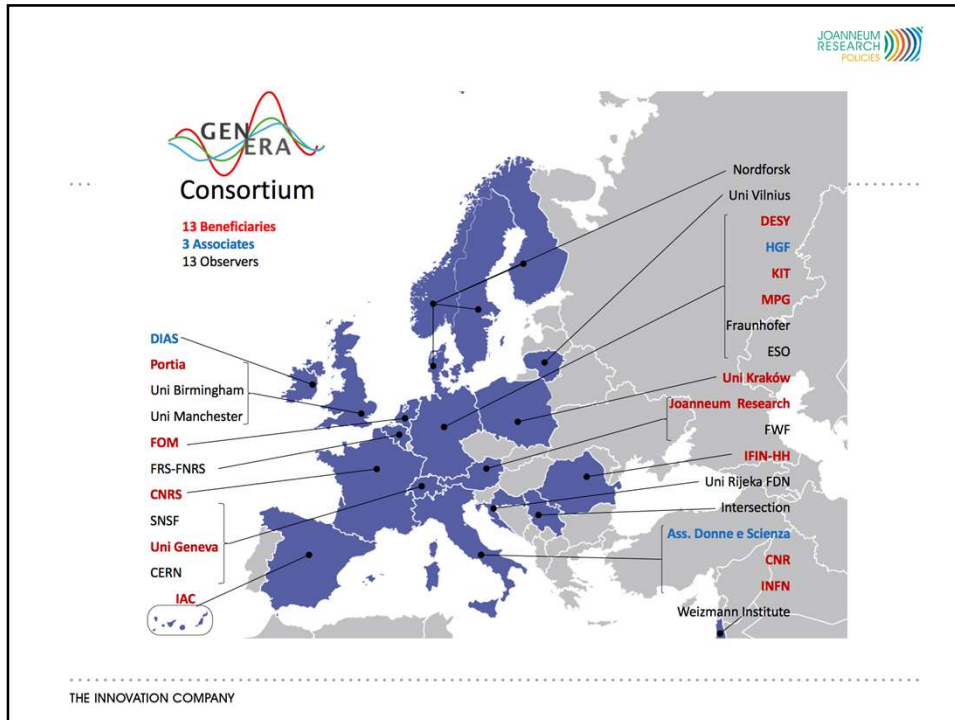 JOANNEUM
RESEARCH
POLICIES
GEN
ERA
Consortium
13 Beneficiaries
3 Associates
13 Observers
DIAS
Portia
Uni Birmingham
Uni Manchester
FOM
FRS-FNRS
CNRS
SNSF
Uni Geneva
CERN
IAC
Nordforsk
Uni Vilnius
DESY
HGF
KIT
MPG
Fraunhofer
ESO
Uni Kraków
Joanneum Research
FWF
IFIN-HH
Uni Rijeka FDN
Intersection
Ass. Donne e Scienza
CNR
INFN
Weizmann Institute
THE INNOVATION COMPANY